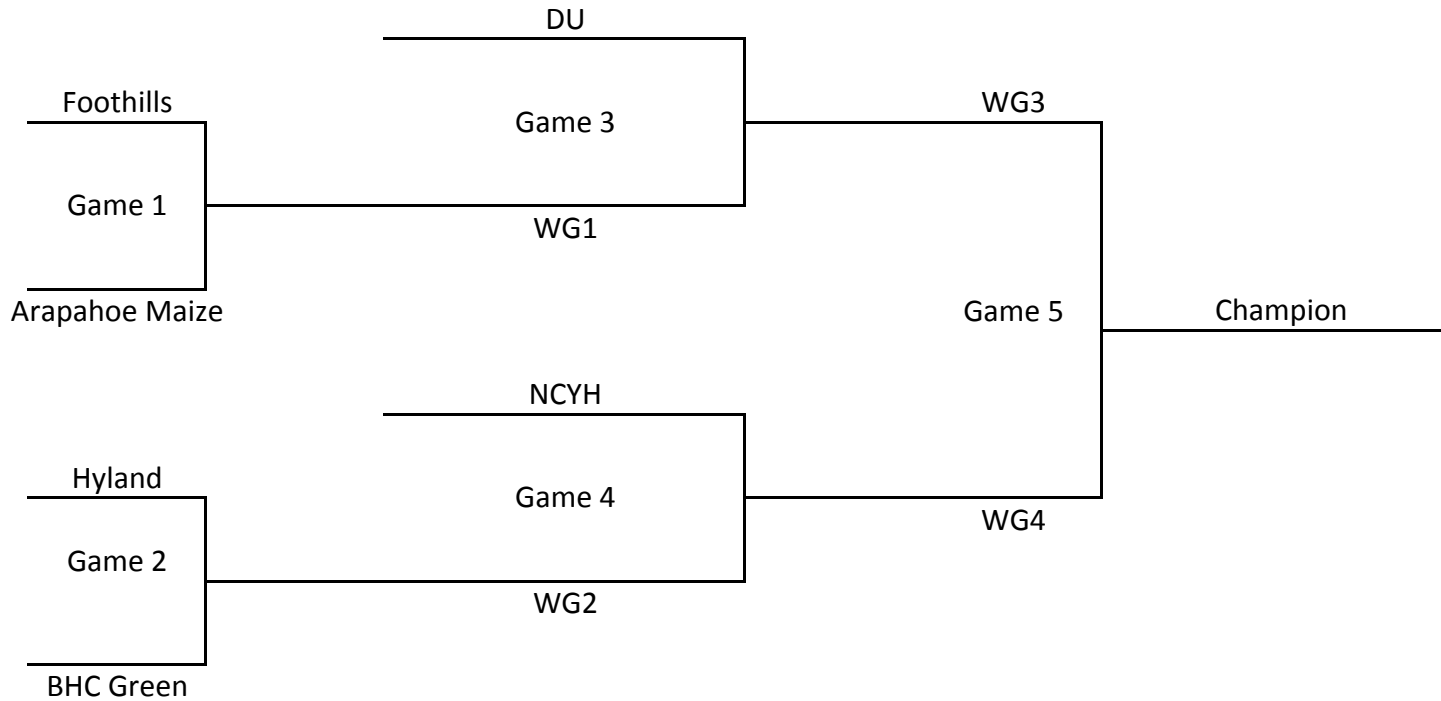 DU
Foothills
Game 3
WG3
Game 1
WG1
Arapahoe Maize
Game 5
Champion
NCYH
Hyland
Game 4
WG4
Game 2
WG2
BHC Green